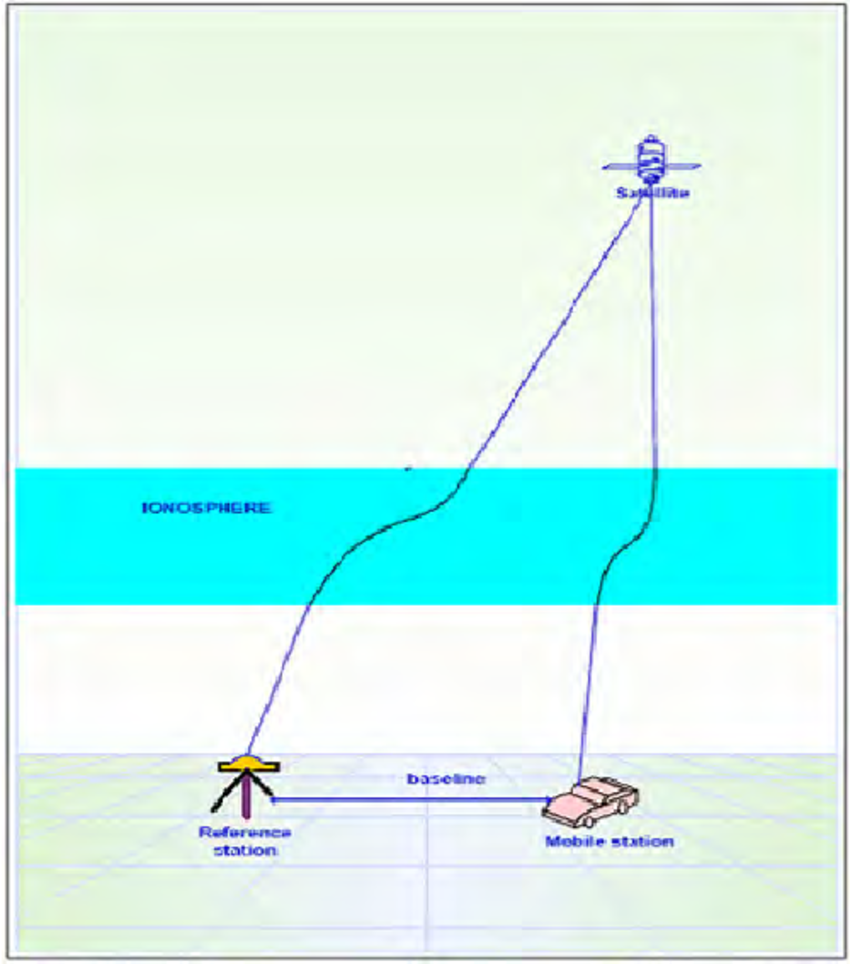 Satellite
IONOSPHERE
baseline
Reference
station
Mobile station